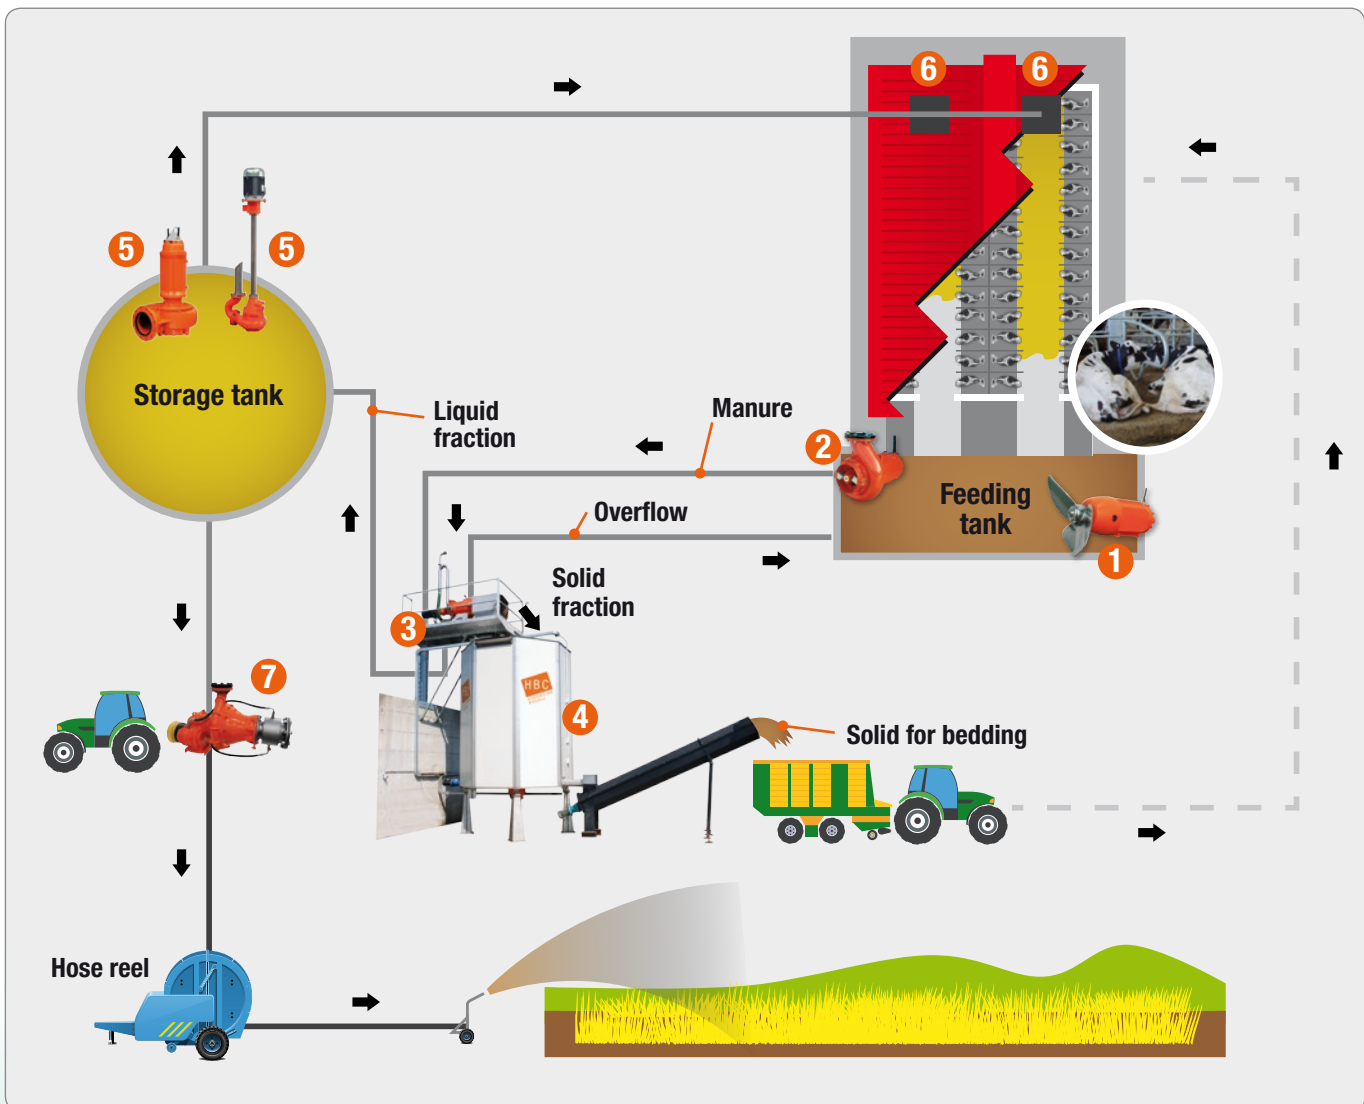 6
6
5
5
Storage tank
Liquid
fraction
Manure
2
Feeding
tank
1
Overflow
Solid
fraction
3
HBC
4
7
Solid for bedding
Hose reel